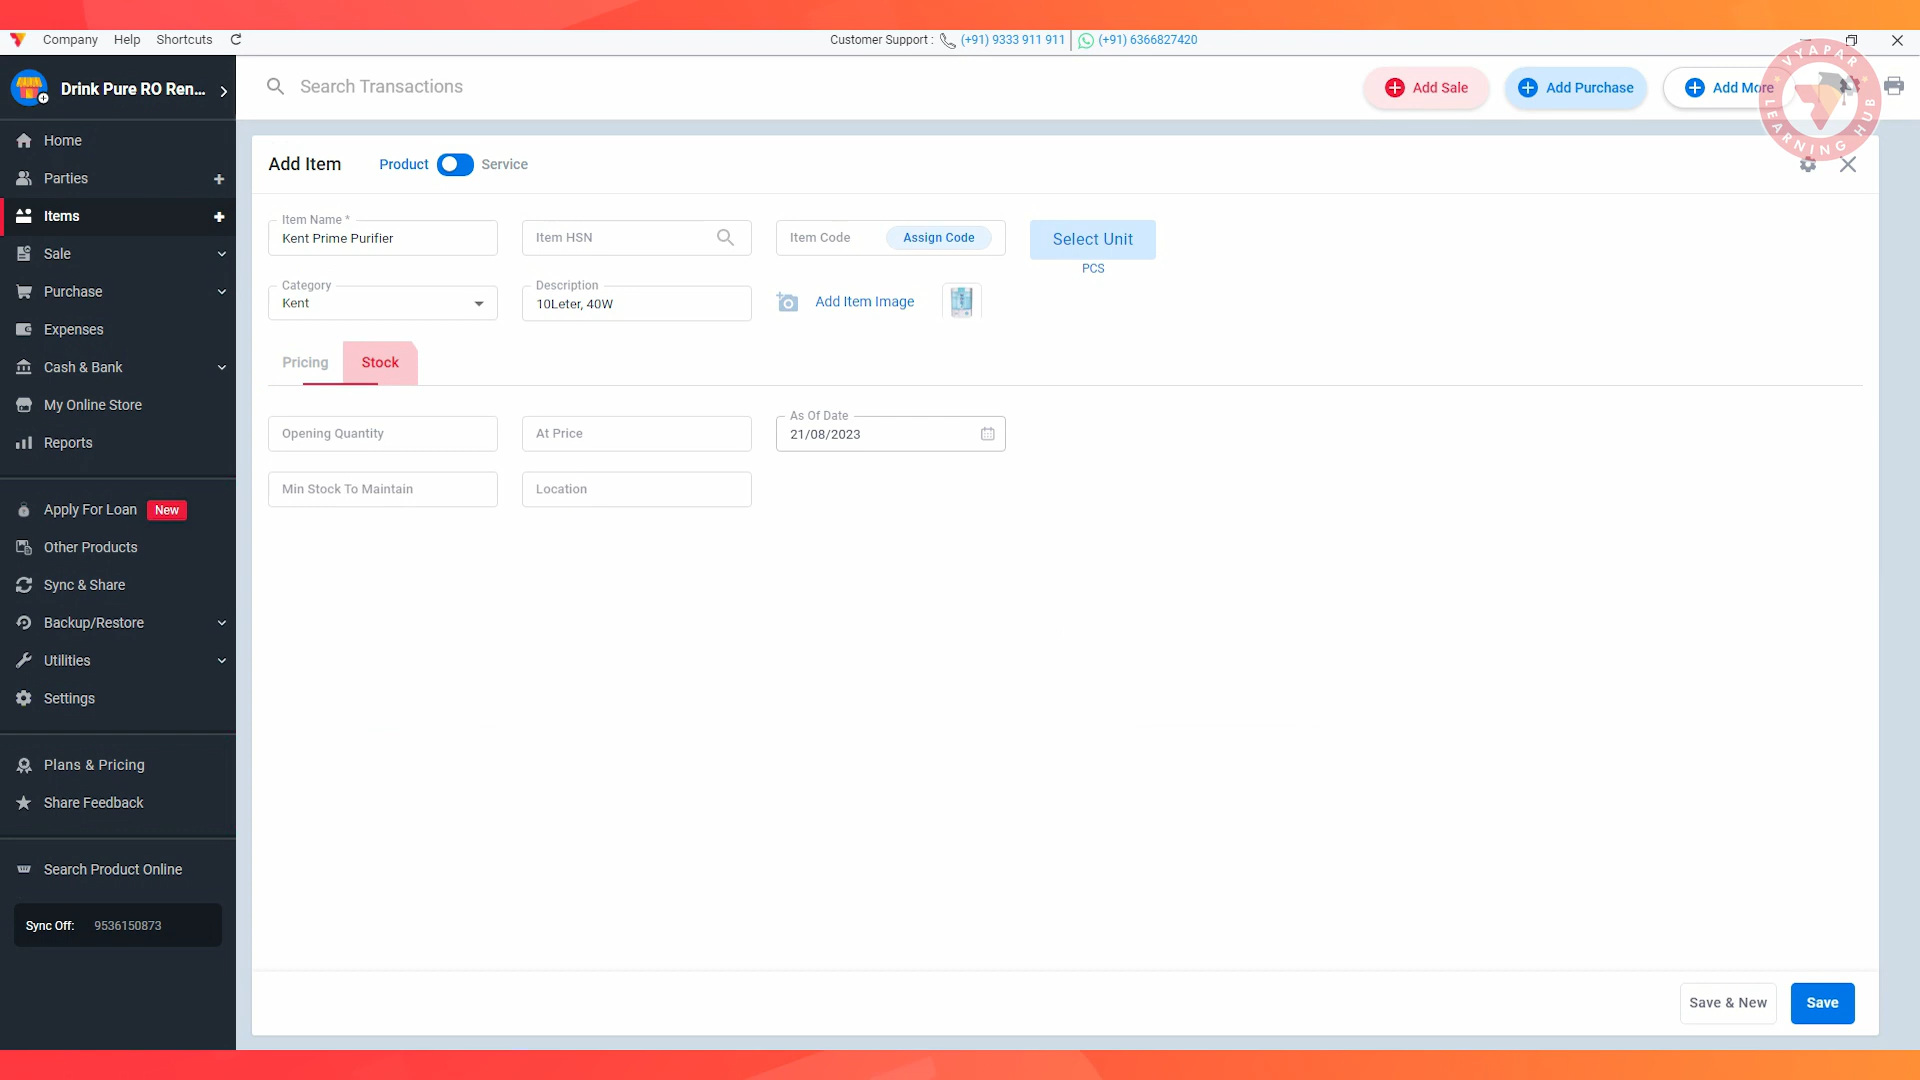 Company Help Shortcuts
Customer Support : (+91) 9333 911 911 (+91) 6366827420
Drink Pure RO Ren...
Search Transactions
Add Sale
Add Purchase
Add More
VYAPAR LEARNING HUB
Home
Parties
Items
Sale
Purchase
Expenses
Cash & Bank
My Online Store
Reports
Apply For Loan New
Other Products
Sync & Share
Backup/Restore
Utilities
Settings
Plans & Pricing
Share Feedback
Search Product Online
Sync Off: 9536150873
Add Item Product Service
Item Name *
Kent Prime Purifier
Item HSN
Item Code Assign Code
Select Unit
PCS
Category
Kent
Description
10Leter, 40W
Add Item Image
Pricing Stock
Opening Quantity
At Price
As Of Date
21/08/2023
Min Stock To Maintain
Location
Save & New
Save